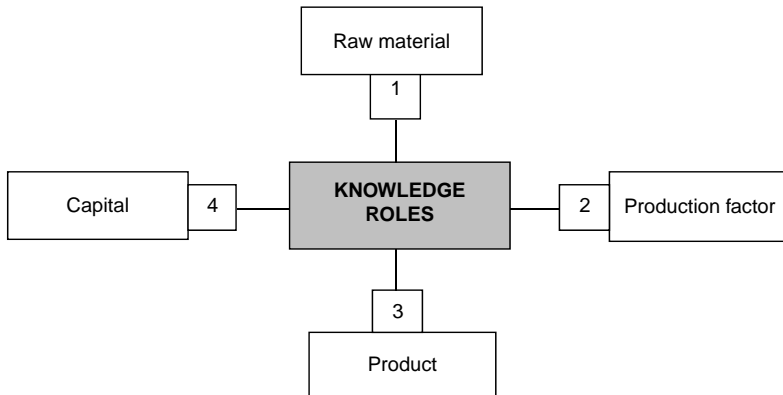 Raw material
1
KNOWLEDGE
ROLES
Capital
4
2
Production factor
3
Product